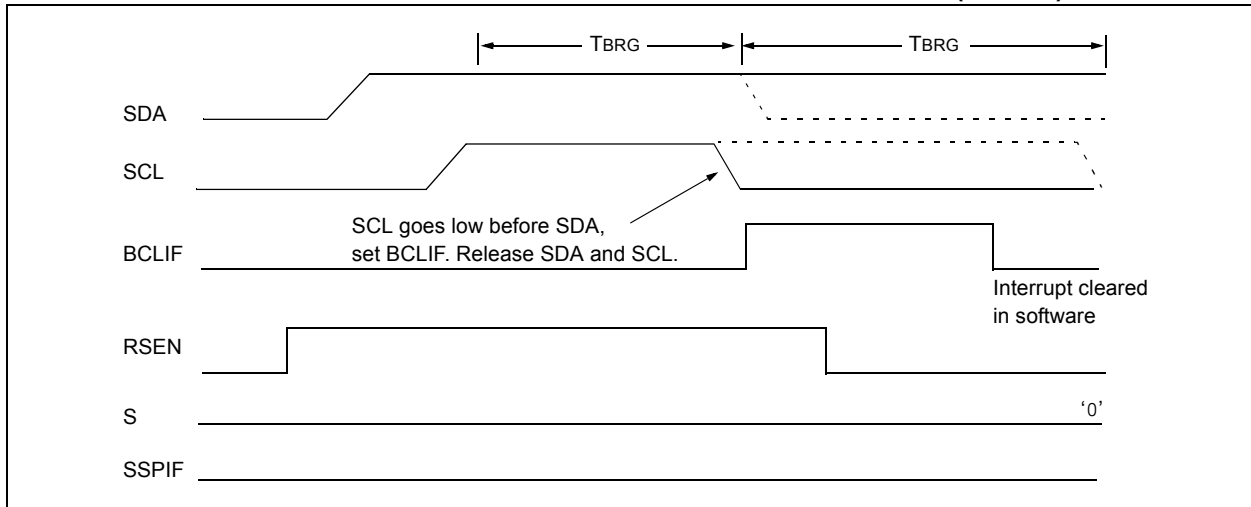 TBRG
TBRG
SDA
SCL
SCL goes low before SDA,
set BCLIF. Release SDA and SCL.
BCLIF
Interrupt cleared
in software
RSEN
S
‘0’
SSPIF